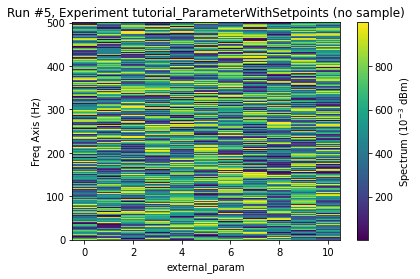 Run #5, Experiment tutorial_ParameterWithSetpoints (no sample)
Freq Axis (Hz)
500
400
300
200
100
0
0 2 4 6 8 10
external_param
800
600
400
200
Spectrum (10⁻³ dBm)